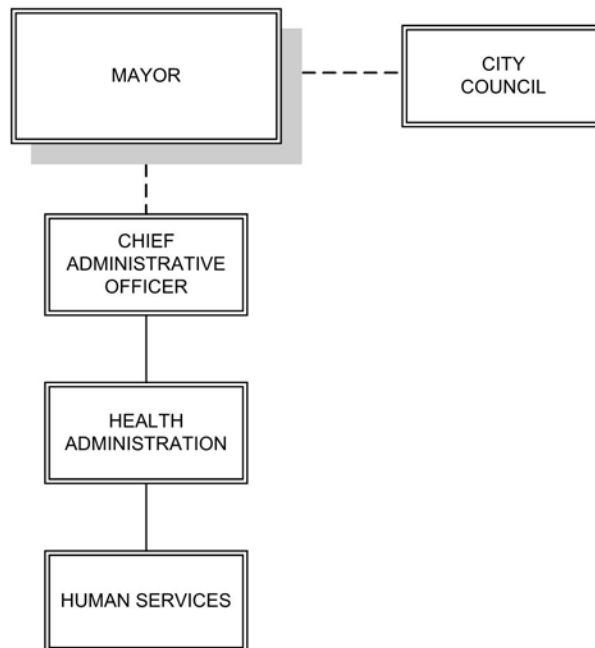 MAYOR
CITY
COUNCIL
CHIEF
ADMINISTRATIVE
OFFICER
HEALTH
ADMINISTRATION
HUMAN SERVICES